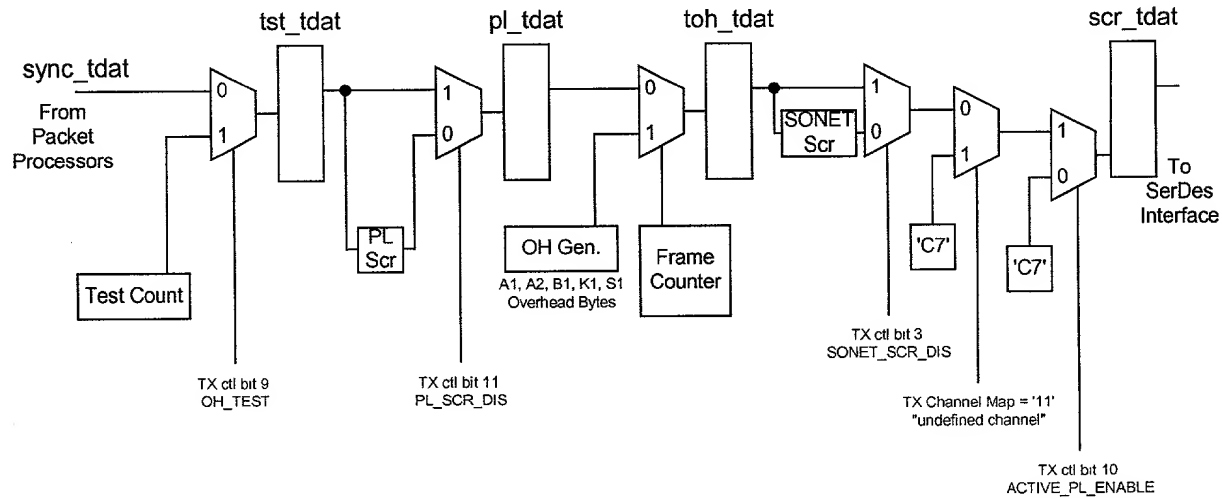 tst_tdat
pl_tdat
toh_tdat
scr_tdat
sync_tdat
From
Packet
Processors
0
1
1
0
0
1
1
0
0
1
1
0
SONET
Scr
PL
Scr
Test Count
OH Gen.
A1, A2, B1, K1, S1
Overhead Bytes
Frame
Counter
'C7'
'C7'
To
SerDes
Interface
TX ctl bit 9
OH_TEST
TX ctl bit 11
PL_SCR_DIS
TX ctl bit 3
SONET_SCR_DIS
TX Channel Map = '11'
"undefined channel"
TX ctl bit 10
ACTIVE_PL_ENABLE